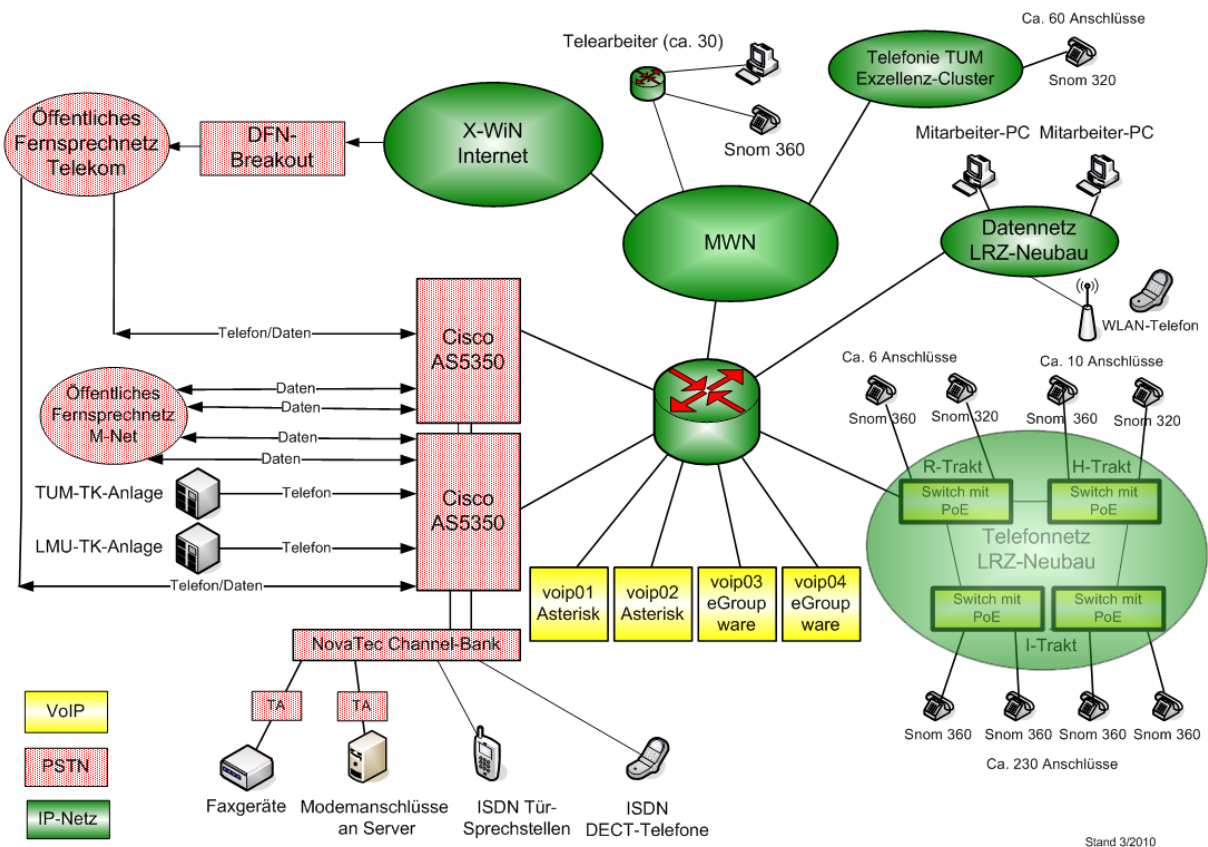 Ca. 60 Anschlüsse
Telearbeiter (ca. 30)
Telefonie TUM
Exzellenz-Cluster
Snom 320
Öffentliches
Fernsprechnetz
Telekom
DFN-
Breakout
X-WiN
Internet
Snom 360
Mitarbeiter-PC
Mitarbeiter-PC
MWN
Datennetz
LRZ-Neubau
WLAN-Telefon
Telefon/Daten
Cisco
AS5350
Ca. 6 Anschlüsse
Ca. 10 Anschlüsse
Öffentliches
Fernsprechnetz
M-Net
Daten
Daten
Daten
Daten
Snom 360
Snom 320
Snom 360
Snom 320
R-Trakt
H-Trakt
TUM-TK-Anlage
Telefon
Cisco
AS5350
Switch mit
PoE
Switch mit
PoE
LMU-TK-Anlage
Telefon
Telefonnetz
LRZ-Neubau
Telefon/Daten
voip01
Asterisk
voip02
Asterisk
voip03
eGroup
ware
voip04
eGroup
ware
Switch mit
PoE
Switch mit
PoE
I-Trakt
NovaTec Channel-Bank
TA
TA
Snom 360
Snom 360
Snom 360
Snom 360
Ca. 230 Anschlüsse
VoIP
PSTN
IP-Netz
Faxgeräte
Modemanschlüsse
an Server
ISDN Tür-
Sprechstellen
ISDN
DECT-Telefone
Stand 3/2010